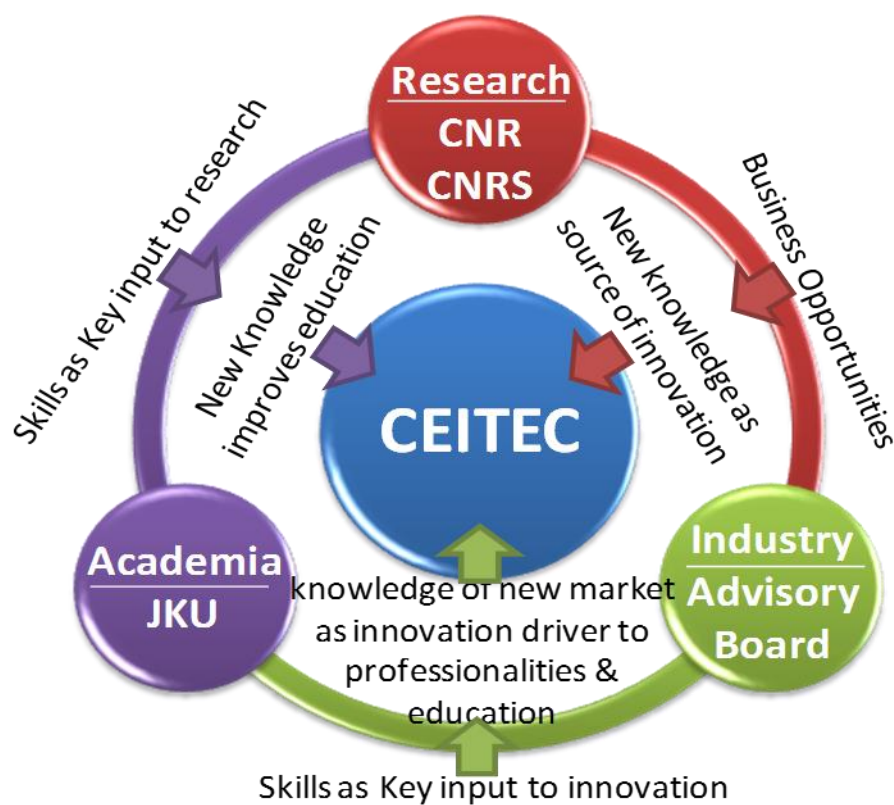 Research
CNR
CNRS
Skills as Key input to research
New Knowledge
improves education
New knowledge as
source of innovation
Business Opportunities
CEITEC
Academia
JKU
Industry
Advisory
Board
knowledge of new market
as innovation driver to
professionalities &
education
Skills as Key input to innovation